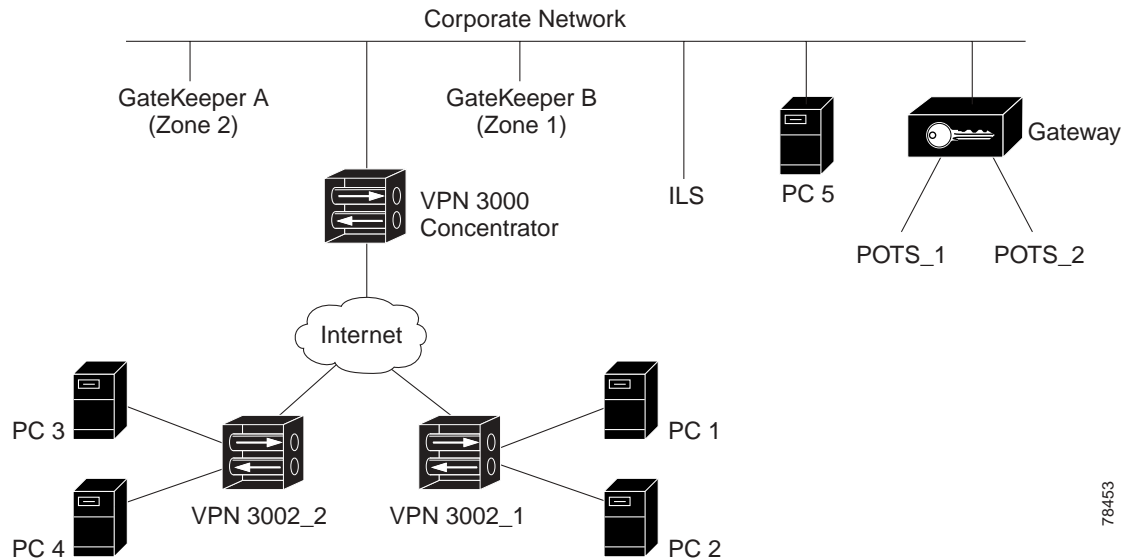 Corporate Network
GateKeeper A
(Zone 2)
GateKeeper B
(Zone 1)
Gateway
VPN 3000
Concentrator
ILS
PC 5
POTS_1
POTS_2
Internet
PC 3
PC 1
PC 4
VPN 3002_2
VPN 3002_1
PC 2
78453